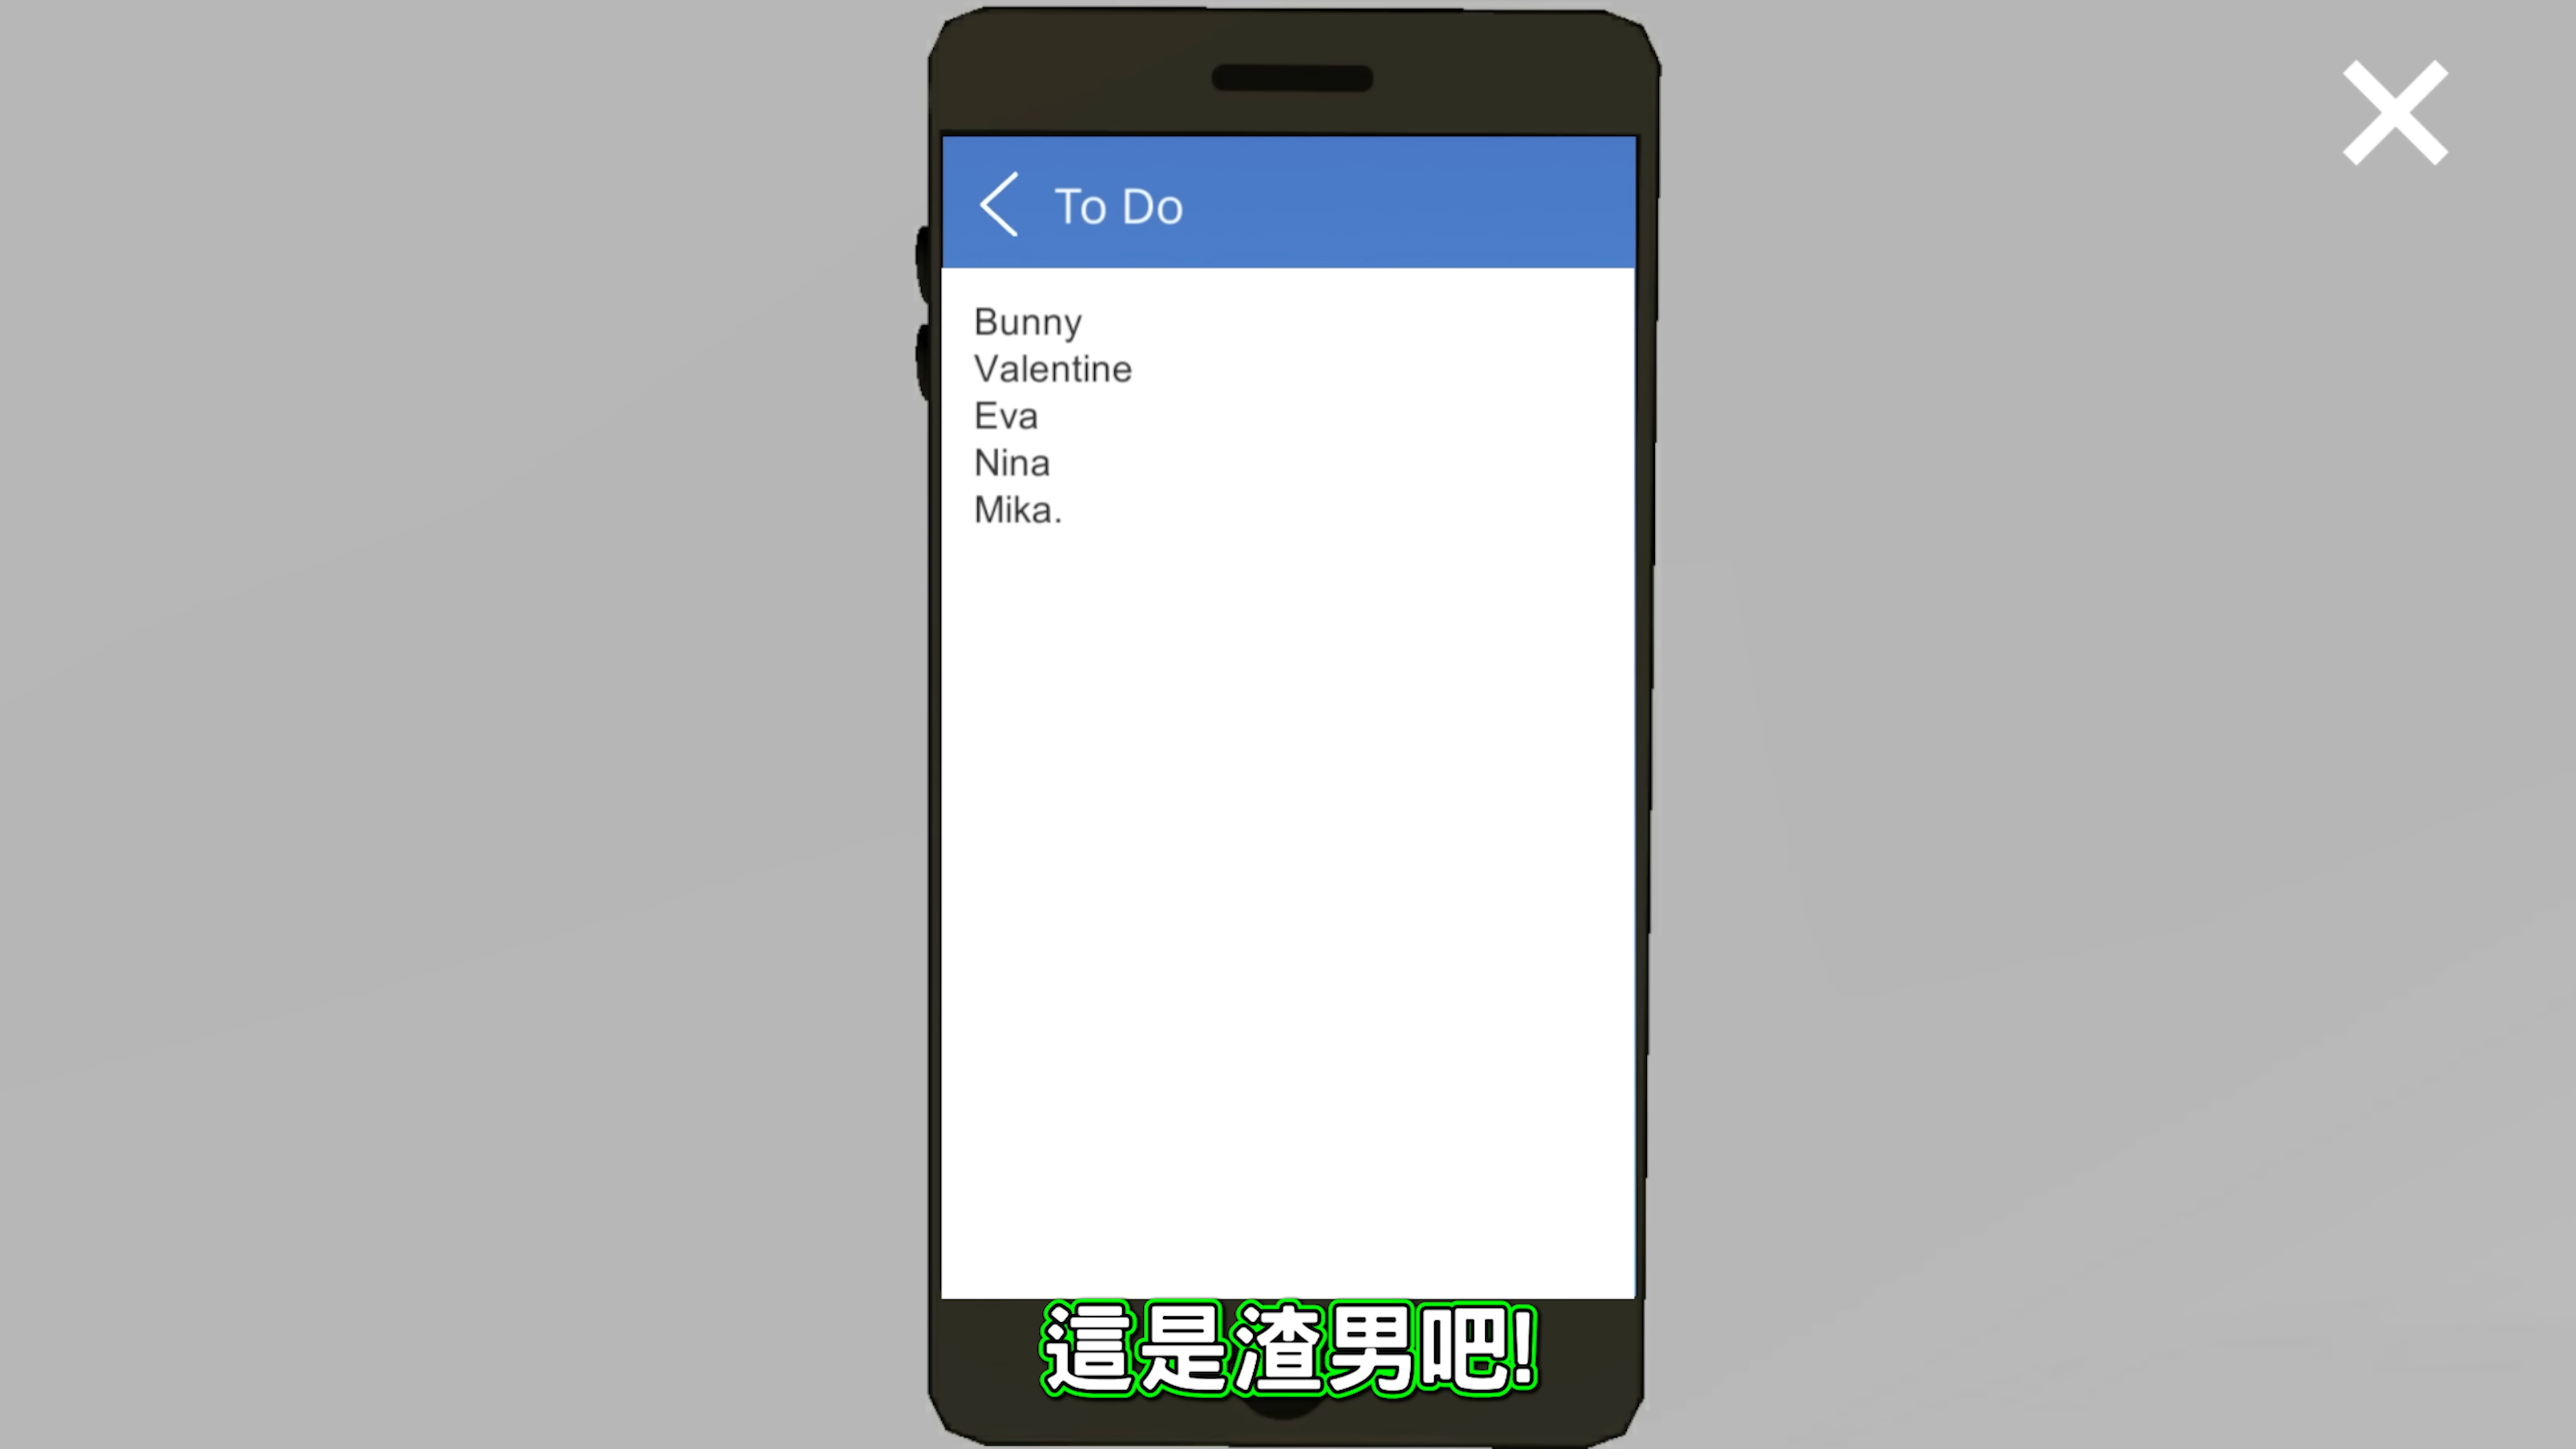 To Do
Bunny
Valentine
Eva
Nina
Mika.
這是渣男吧!